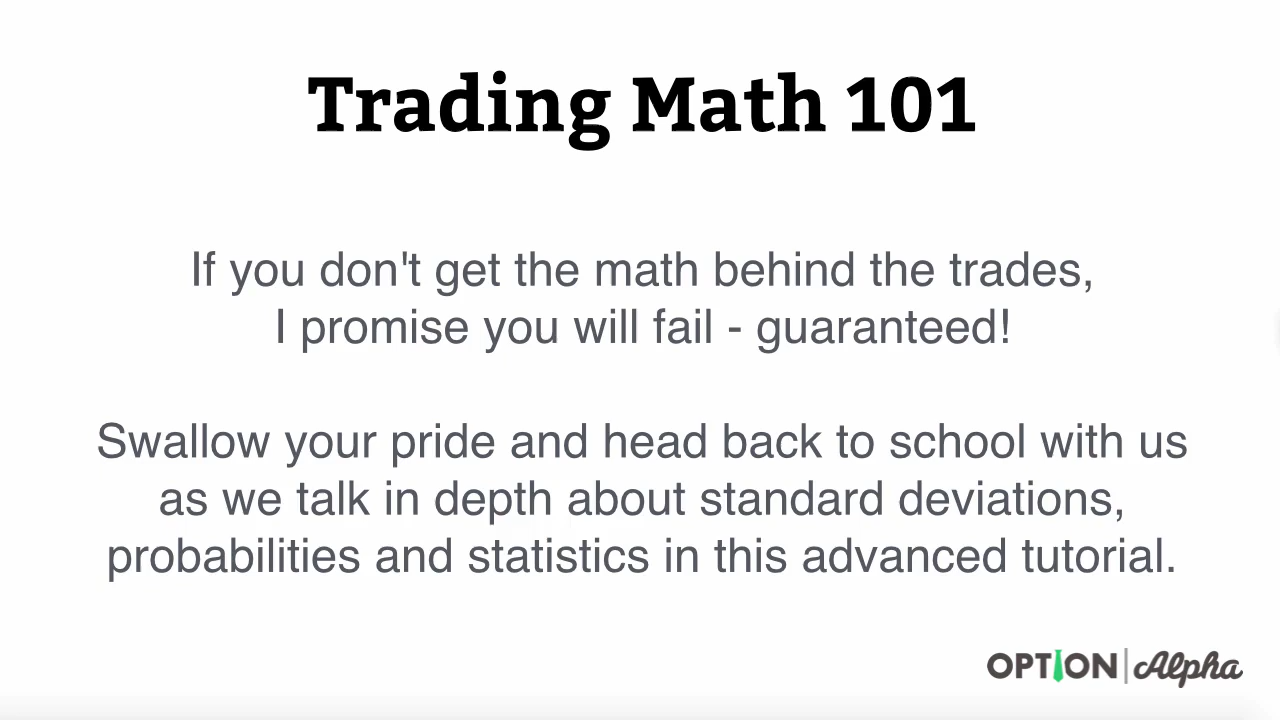 Trading Math 101
If you don't get the math behind the trades,
I promise you will fail - guaranteed!
Swallow your pride and head back to school with us
as we talk in depth about standard deviations,
probabilities and statistics in this advanced tutorial.
OPTION | Alpha